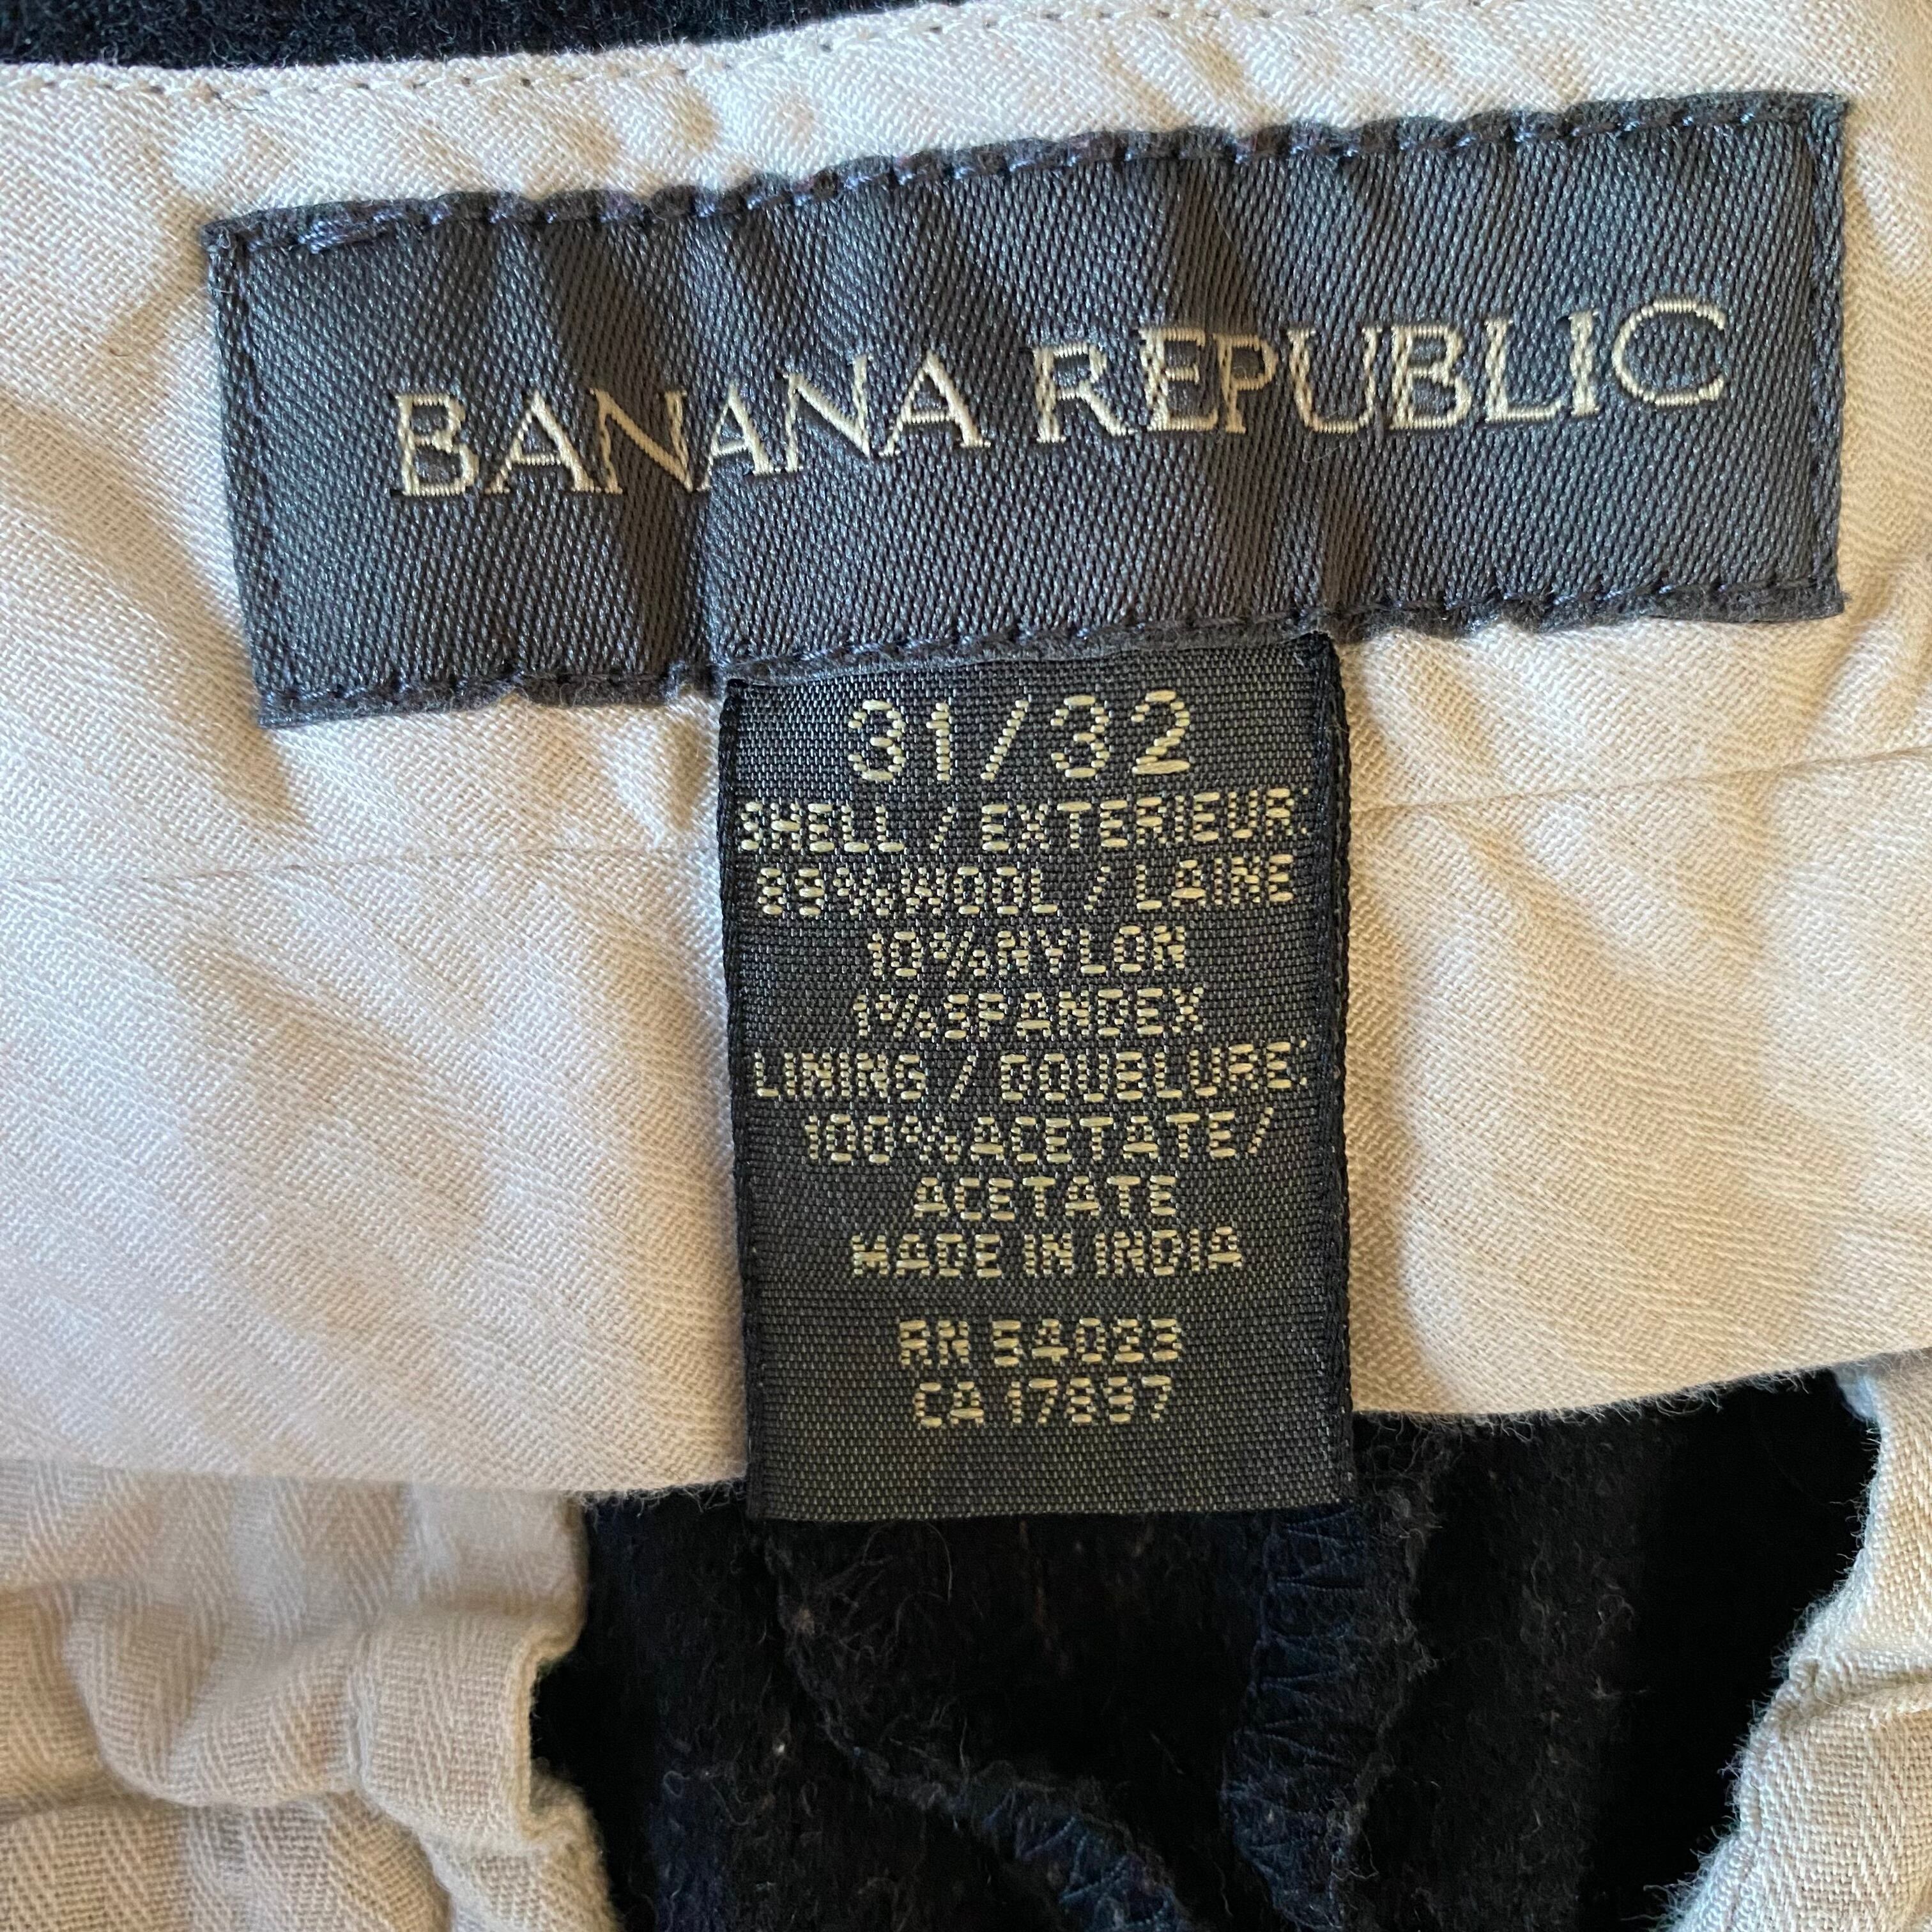 BANANA REPUBLIC
31/32
SHELL / EXTERIEUR:
89% WOOL / LAINE
10% NYLON
1% SPANDEX
LINING / DOUBLURE:
100% ACETATE/
ACETATE
MADE IN INDIA
RN 54023
CA 17897